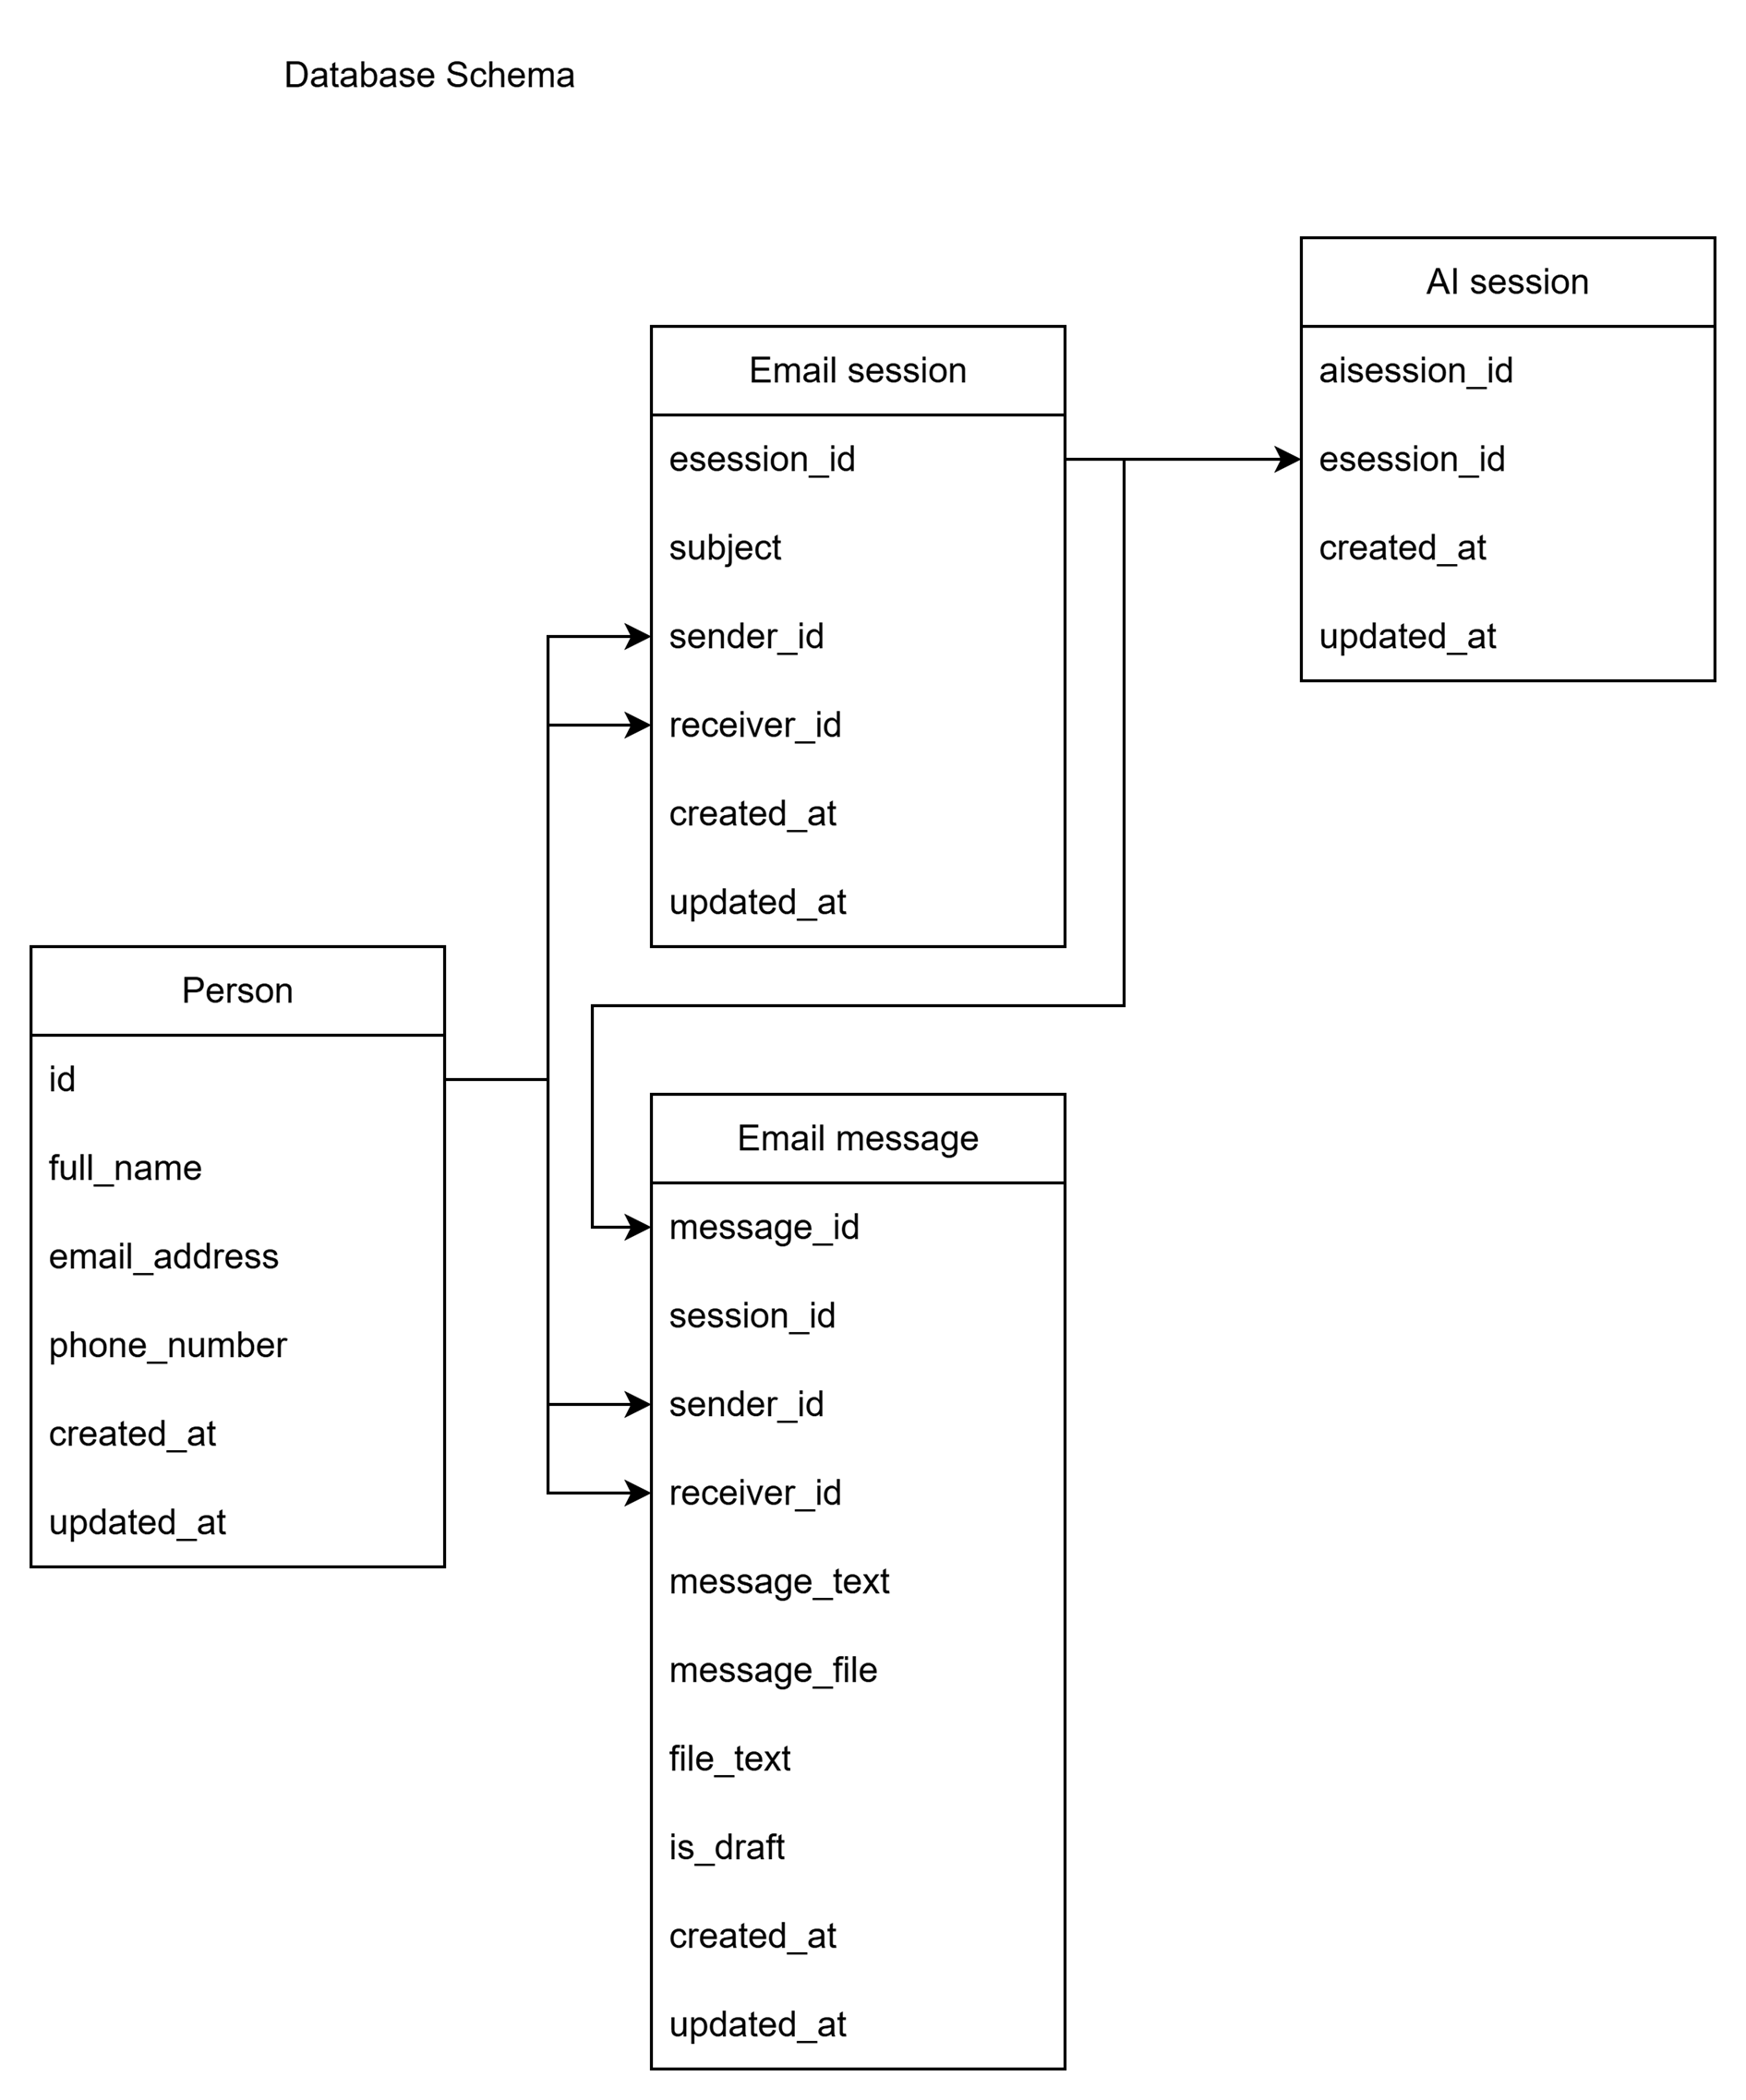 Database Schema
AI session
aisession_id
esession_id
created_at
updated_at
Email session
esession_id
subject
sender_id
receiver_id
created_at
updated_at
Person
id
full_name
email_address
phone_number
created_at
updated_at
Email message
message_id
session_id
sender_id
receiver_id
message_text
message_file
file_text
is_draft
created_at
updated_at